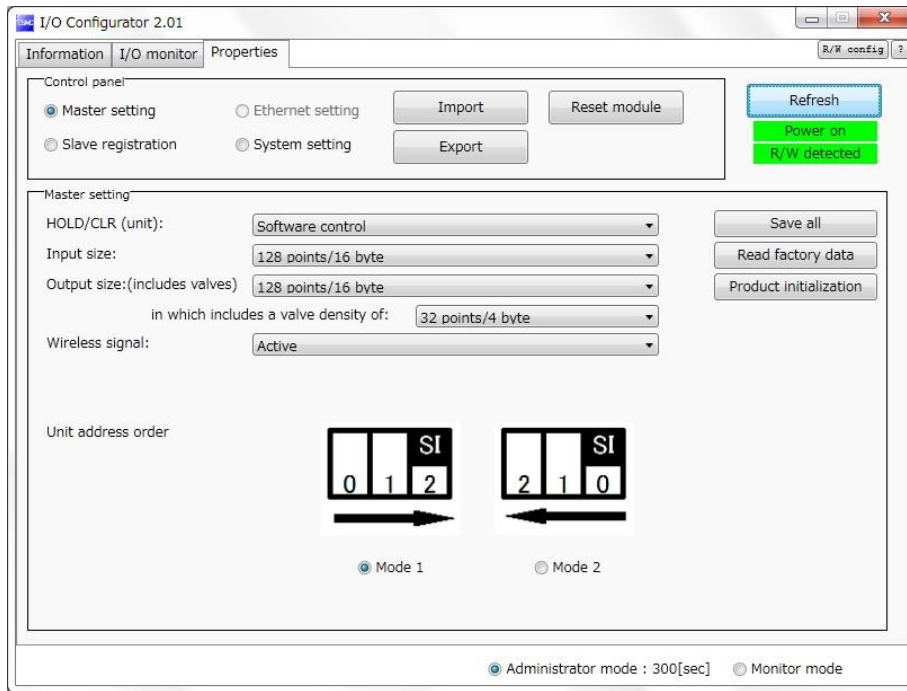 SMC I/O Configurator 2.01
Information I/O monitor Properties R/W config ?
Control panel
Master setting Ethernet setting Import Reset module Refresh
Power on
Slave registration System setting Export R/W detected
Master setting
HOLD/CLR (unit): Software control Save all
Input size: 128 points/16 byte Read factory data
Output size:(includes valves) 128 points/16 byte Product initialization
in which includes a valve density of: 32 points/4 byte
Wireless signal: Active
Unit address order
SI SI
0 1 2 2 1 0
Mode 1 Mode 2
Administrator mode : 300[sec] Monitor mode